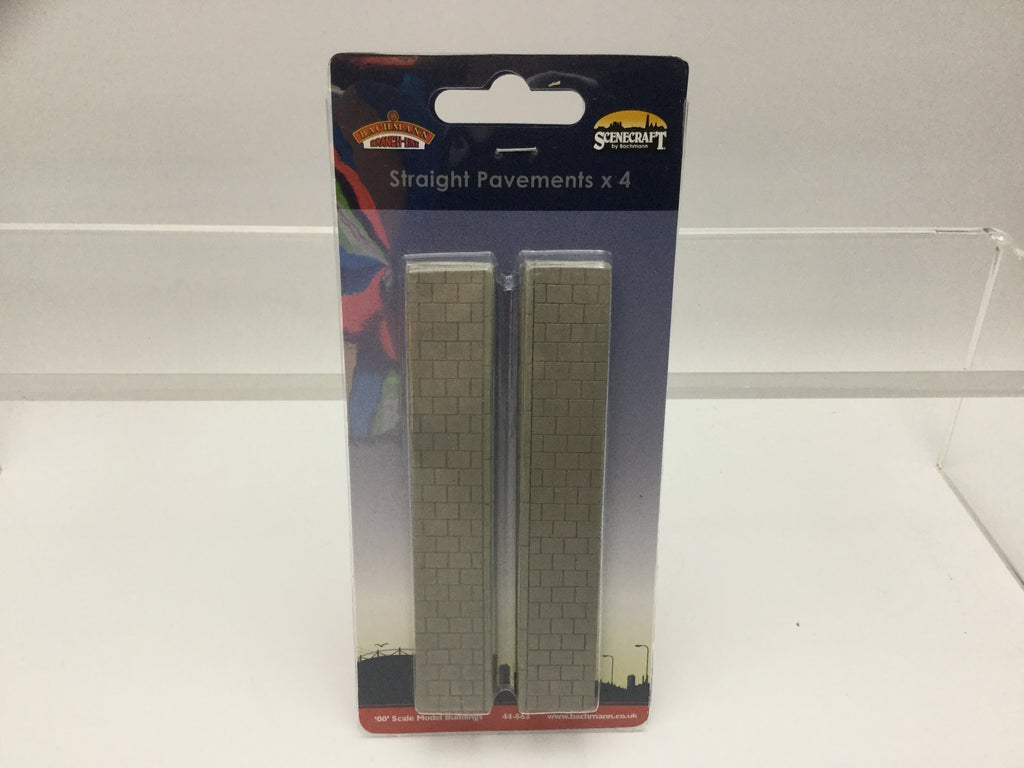 BACHMANN
BRANCH-LINE
SCENECRAFT
by Bachmann
Straight Pavements x 4
'00' Scale Model Buildings 44-563 www.bachmann.co.uk